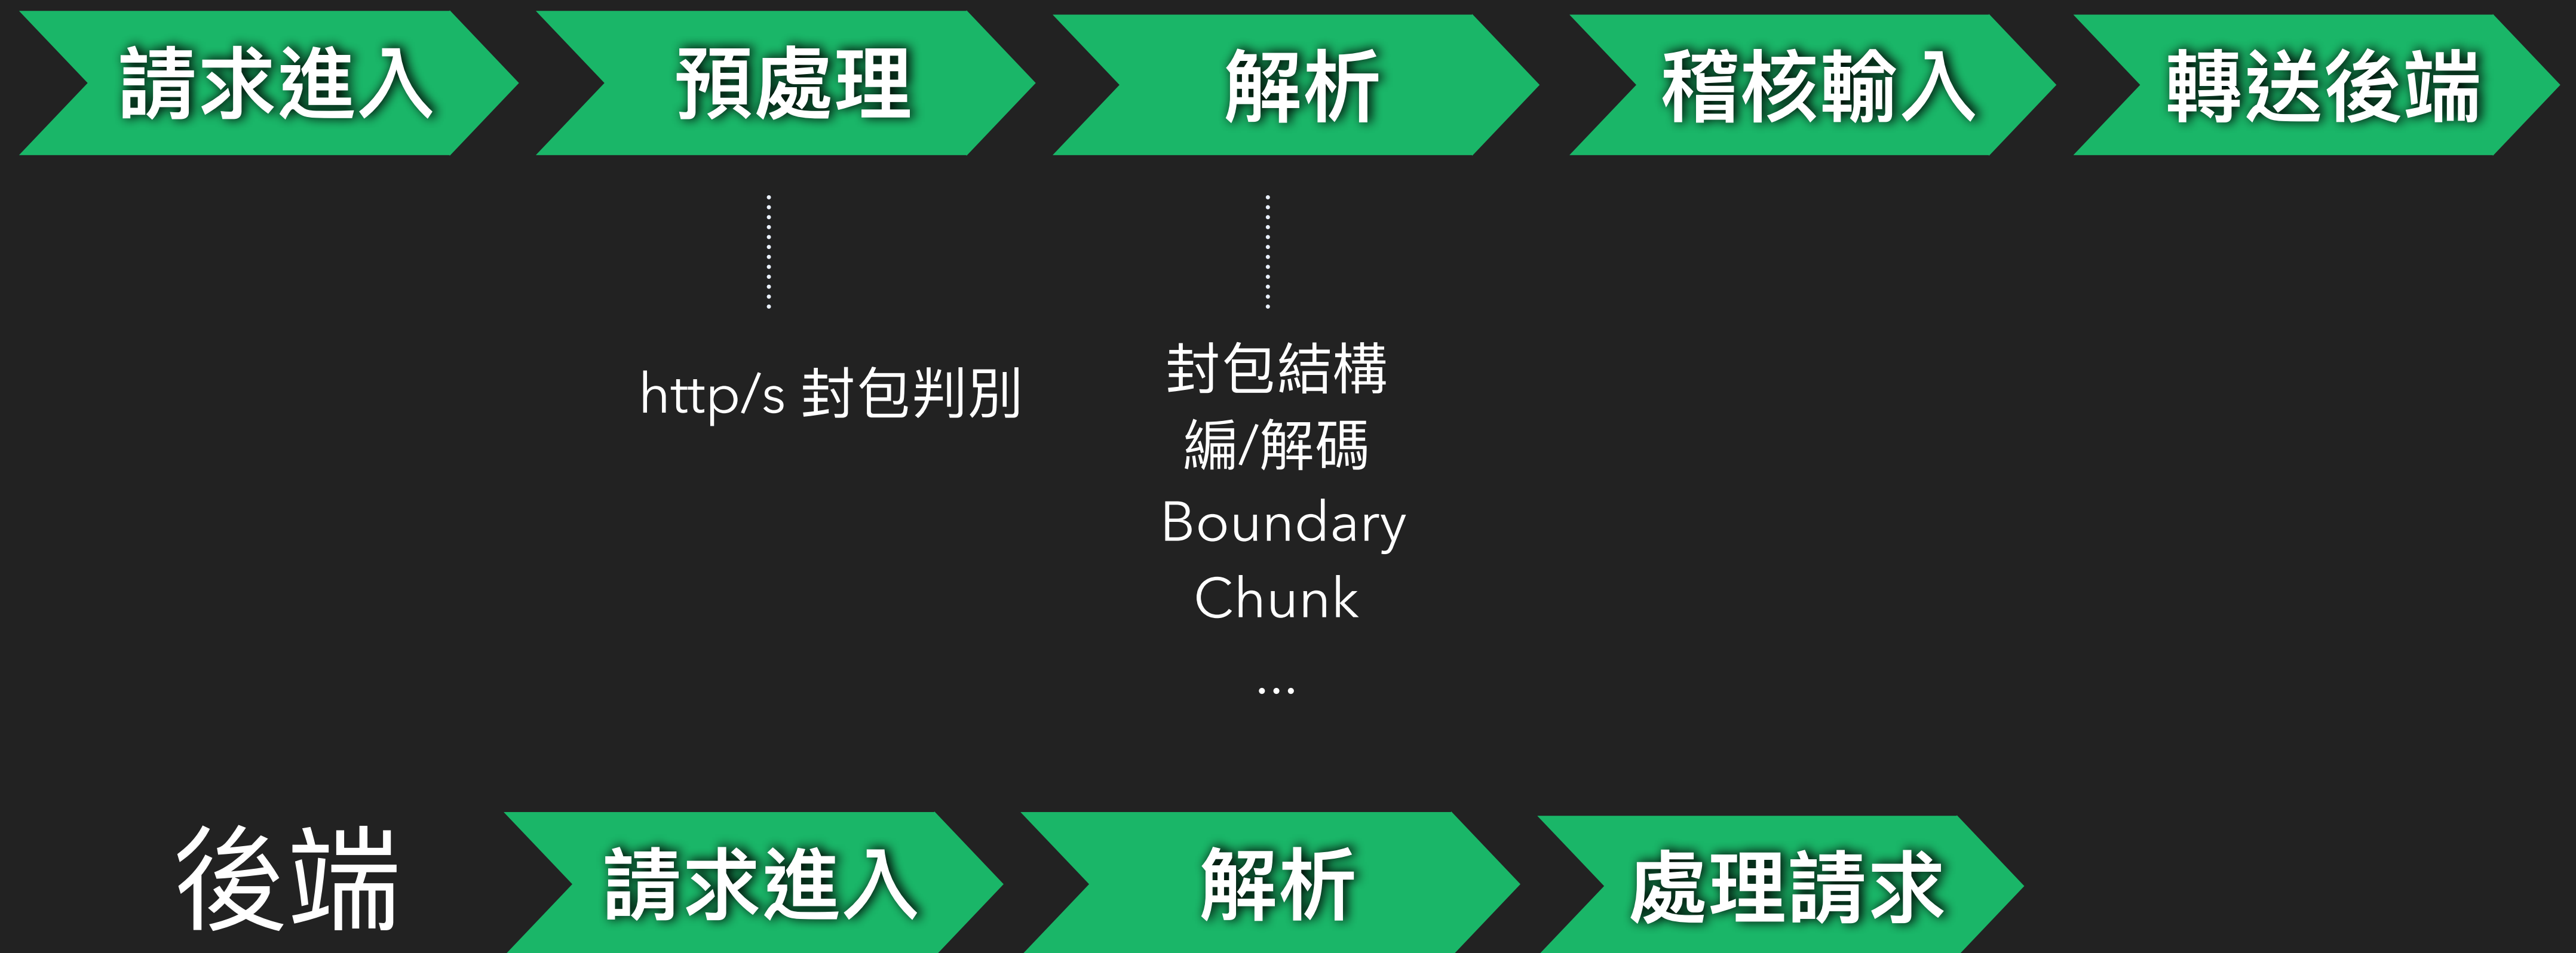 請求進入
預處理
解析
稽核輸入
轉送後端
http/s 封包判別
封包結構
編/解碼
Boundary
Chunk
...
後端
請求進入
解析
處理請求